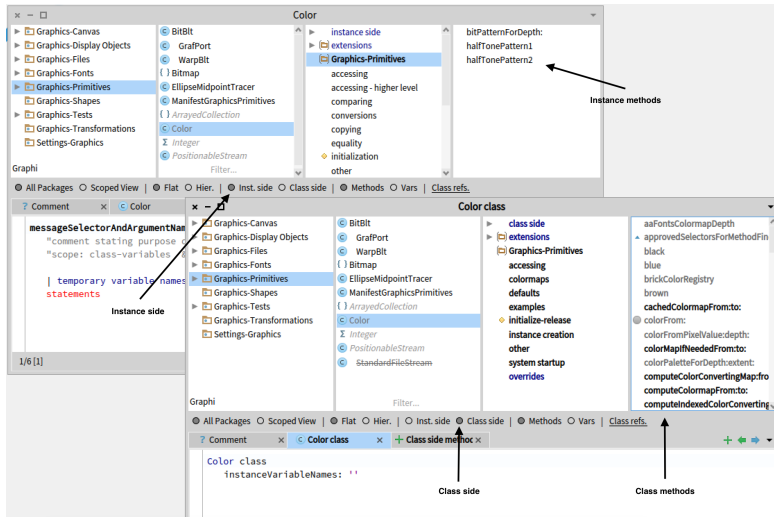 Color
Graphics-Canvas
Graphics-Display Objects
Graphics-Files
Graphics-Fonts
Graphics-Primitives
Graphics-Shapes
Graphics-Tests
Graphics-Transformations
Settings-Graphics
Graphi
BitBlt
GrafPort
WarpBlt
Bitmap
EllipseMidpointTracer
ManifestGraphicsPrimitives
ArrayedCollection
Color
Integer
PositionableStream
Filter...
instance side
extensions
Graphics-Primitives
accessing
accessing - higher level
comparing
conversions
copying
equality
initialization
other
bitPatternForDepth:
halfTonePattern1
halfTonePattern2
Instance methods
All Packages Scoped View | Flat Hier. | Inst. side Class side | Methods Vars | Class refs.
? Comment × Color
messageSelectorAndArgumentNam
"comment stating purpose o
"scope: class-variables &
| temporary variable names
statements
Instance side
1/6 [1]
Color class
Graphics-Canvas
Graphics-Display Objects
Graphics-Files
Graphics-Fonts
Graphics-Primitives
Graphics-Shapes
Graphics-Tests
Graphics-Transformations
Settings-Graphics
Graphi
BitBlt
GrafPort
WarpBlt
Bitmap
EllipseMidpointTracer
ManifestGraphicsPrimitives
ArrayedCollection
Color
Integer
PositionableStream
StandardFileStream
Filter...
class side
extensions
Graphics-Primitives
accessing
colormaps
defaults
examples
initialize-release
instance creation
other
system startup
overrides
aaFontsColormapDepth
approvedSelectorsForMethodFin
black
blue
brickColorRegistry
brown
cachedColormapFrom:to:
colorFrom:
colorFromPixelValue:depth:
colorMapIfNeededFrom:to:
colorPaletteForDepth:extent:
computeColorConvertingMap:fro
computeColormapFrom:to:
computeIndexedColorConverting
All Packages Scoped View | Flat Hier. | Inst. side Class side | Methods Vars | Class refs.
? Comment × Color class × + Class side methoc ×
Color class
instanceVariableNames: ''
Class side
Class methods